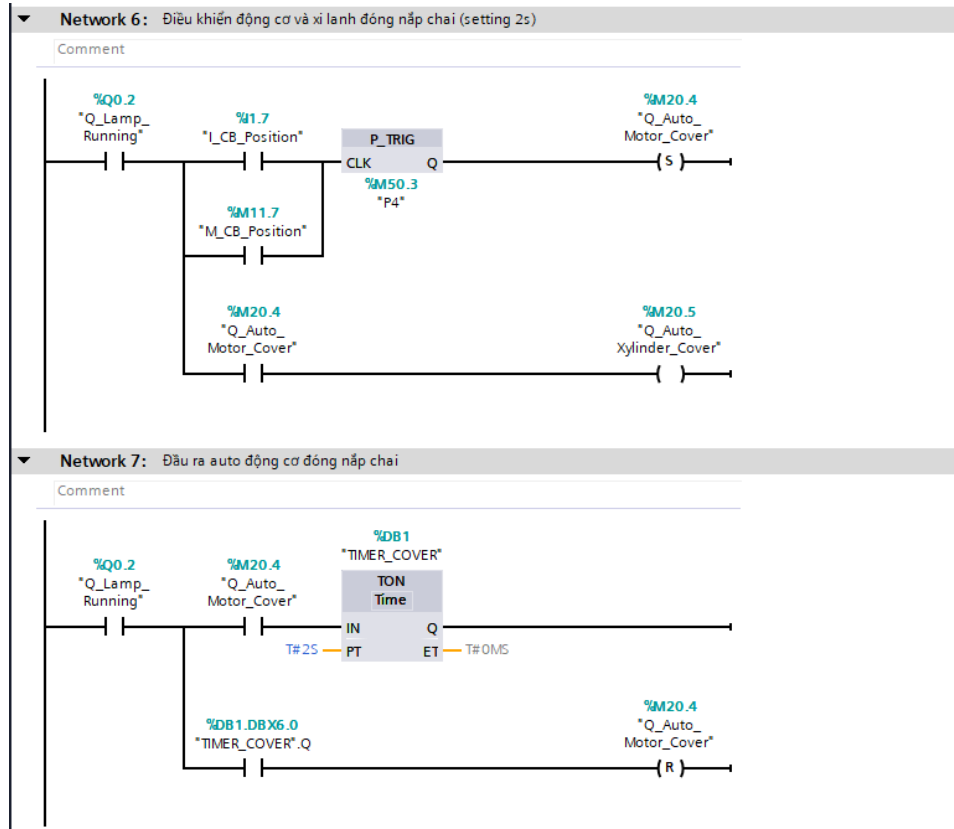 Network 6: Điều khiển động cơ và xi lanh đóng nắp chai (setting 2s)
Comment
%Q0.2
"Q_Lamp_
Running"
%I1.7
"I_CB_Position"
P_TRIG
CLK Q
%M50.3
"P4"
%M20.4
"Q_Auto_
Motor_Cover"
S
%M11.7
"M_CB_Position"
%M20.4
"Q_Auto_
Motor_Cover"
%M20.5
"Q_Auto_
Xylinder_Cover"
Network 7: Đầu ra auto động cơ đóng nắp chai
Comment
%Q0.2
"Q_Lamp_
Running"
%M20.4
"Q_Auto_
Motor_Cover"
%DB1
"TIMER_COVER"
TON
Time
IN Q
T#2S PT ET T#0MS
%DB1.DBX6.0
"TIMER_COVER".Q
%M20.4
"Q_Auto_
Motor_Cover"
R